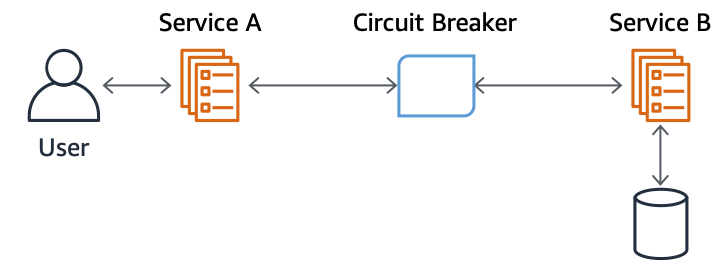 Service A
Circuit Breaker
Service B
User